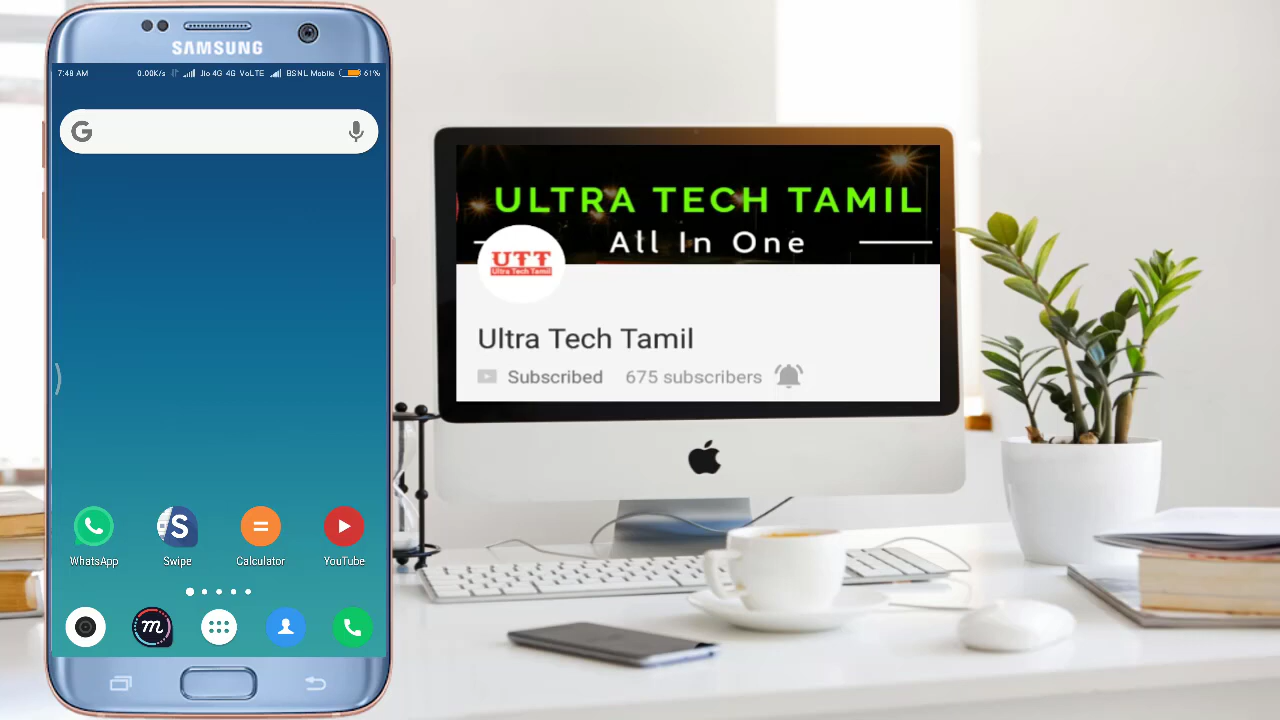 SAMSUNG
7:48 AM 0.00K/s Jio 4G 4G VoLTE BSNL Mobile 61%
G
WhatsApp
S
Swipe
Calculator
YouTube
m
ULTRA TECH TAMIL
All In One
UTT
Ultra Tech Tamil
Ultra Tech Tamil
Subscribed 675 subscribers